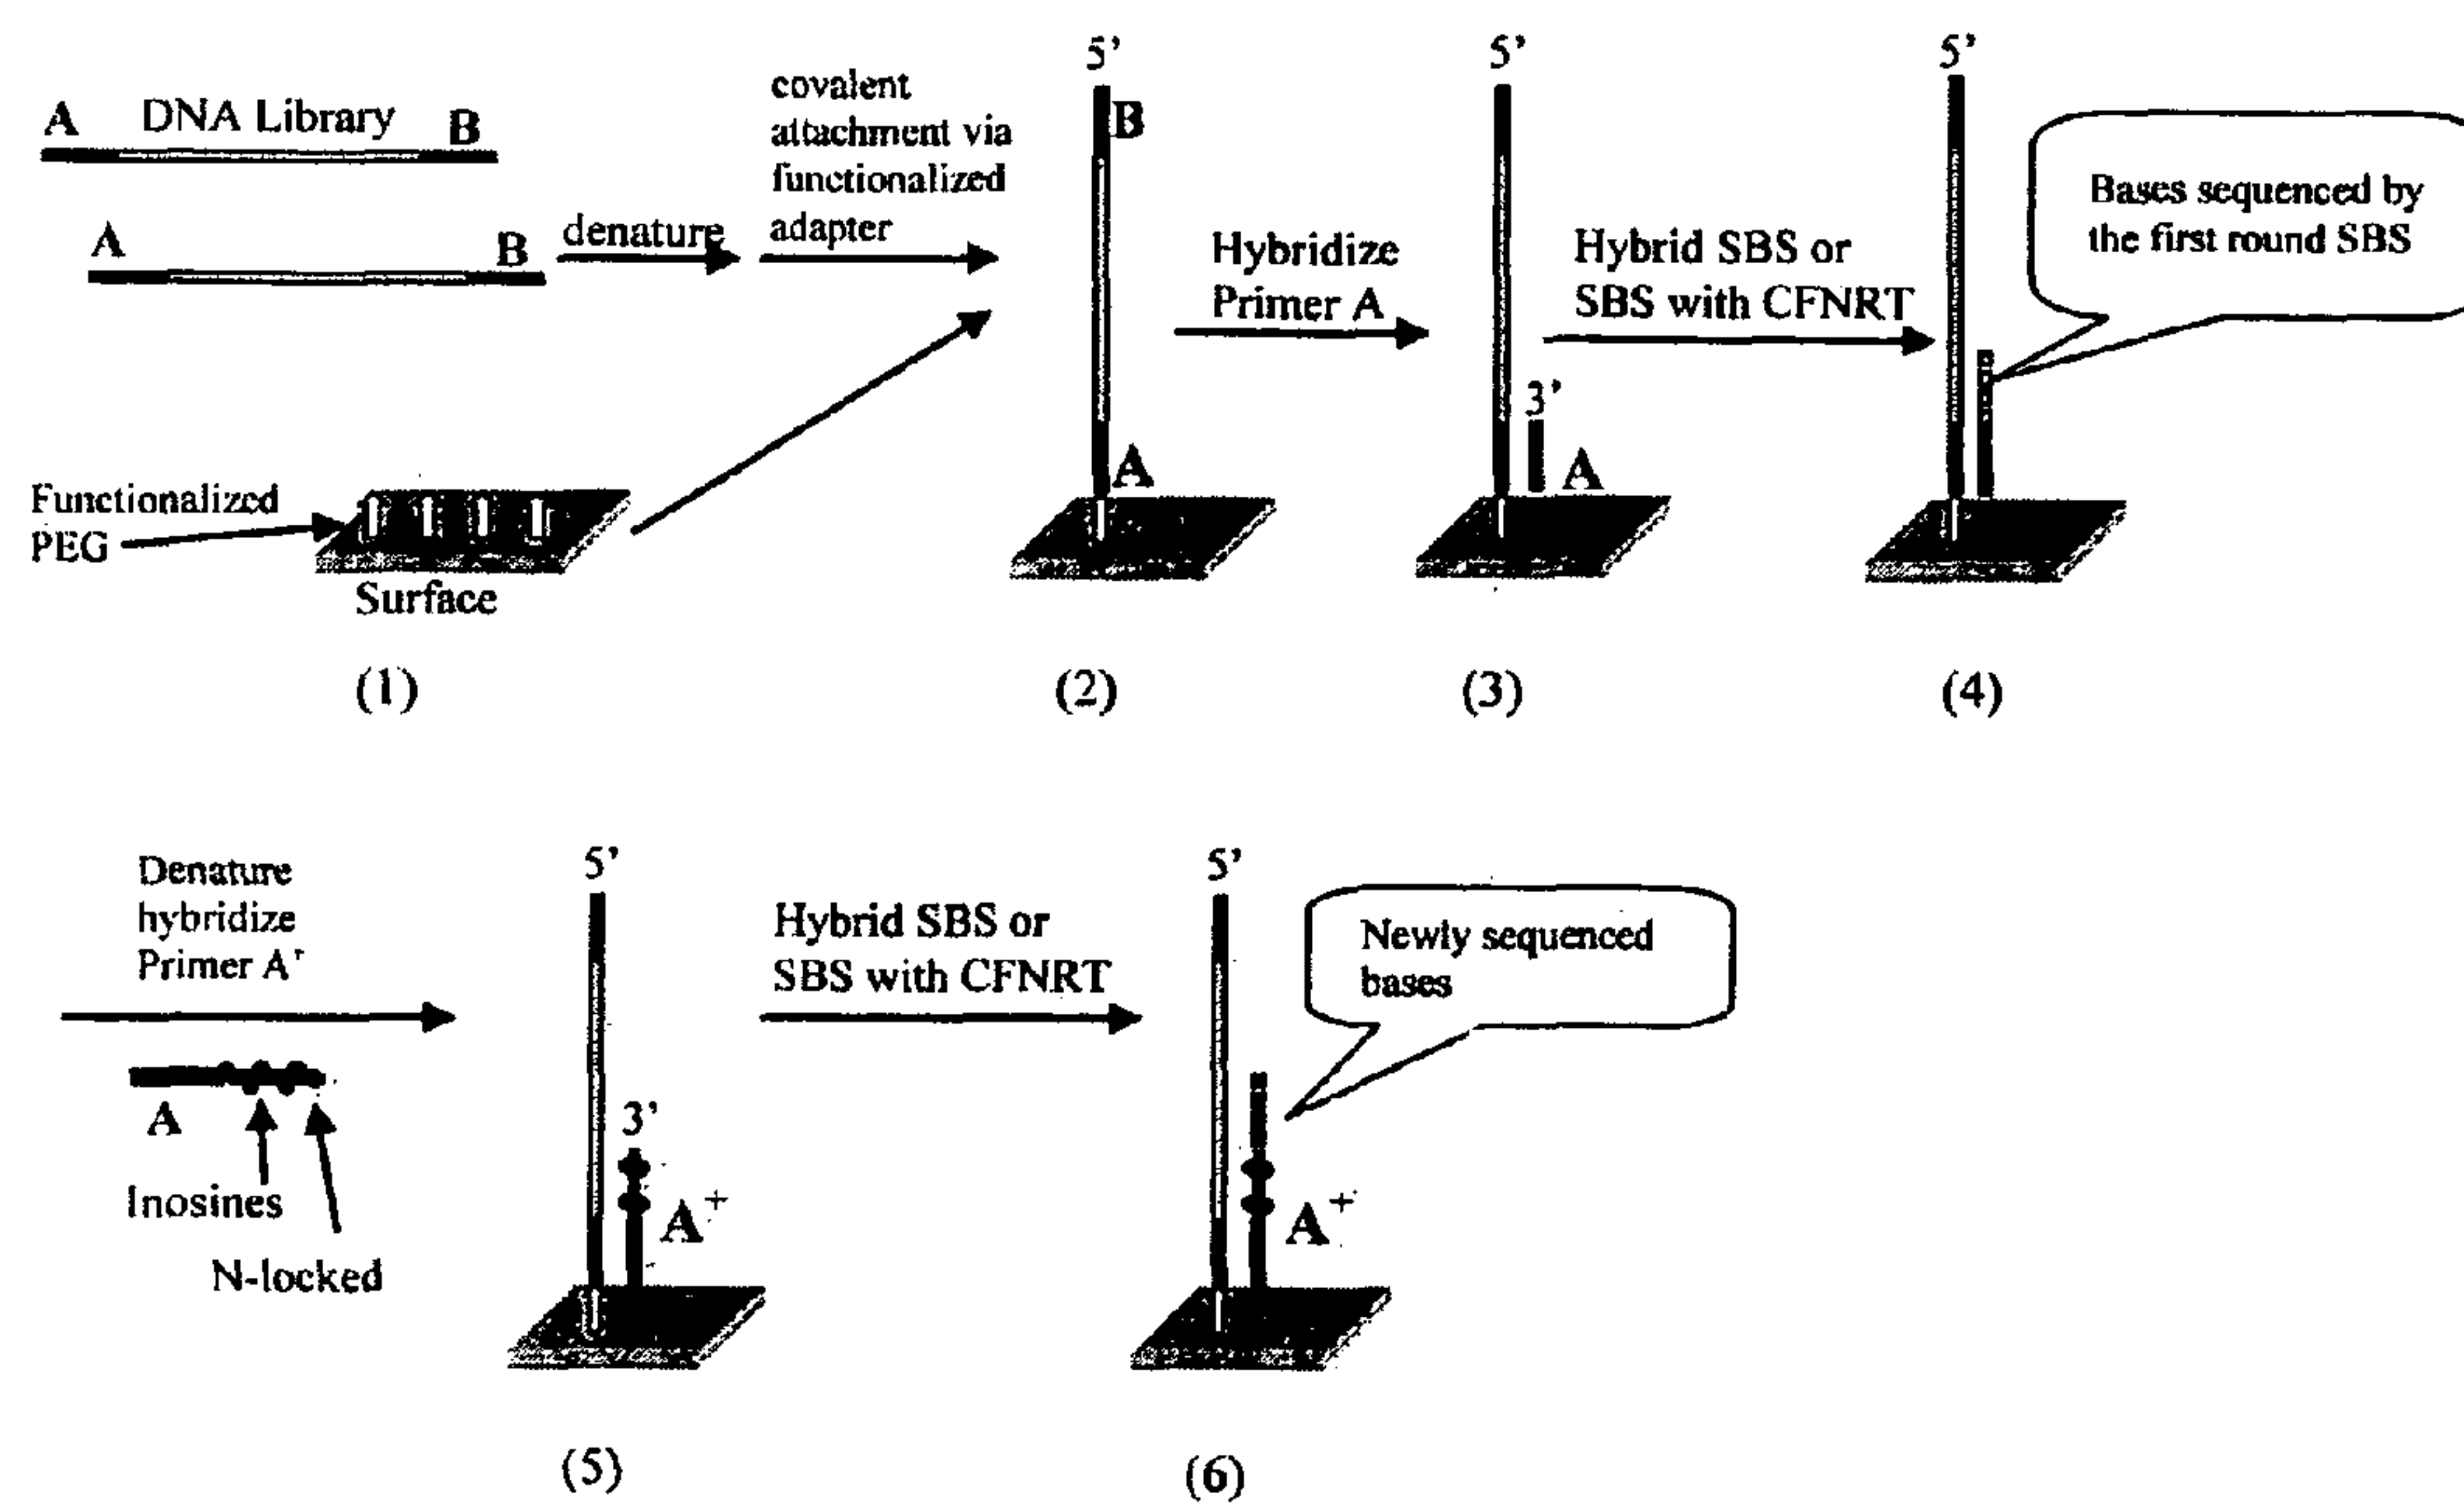 A DNA Library B
A B
denature
covalent
attachment via
functionalized
adapter
Functionalized
PEG
Surface
(1)
5’
B
A
(2)
Hybridize
Primer A
5’
3’
A
(3)
Hybrid SBS or
SBS with CFNRT
5’
Bases sequenced by
the first round SBS
(4)
Denature
hybridize
Primer A⁺
A
Inosines
N-locked
5’
3’
A⁺
(5)
Hybrid SBS or
SBS with CFNRT
5’
Newly sequenced
bases
A⁺
(6)